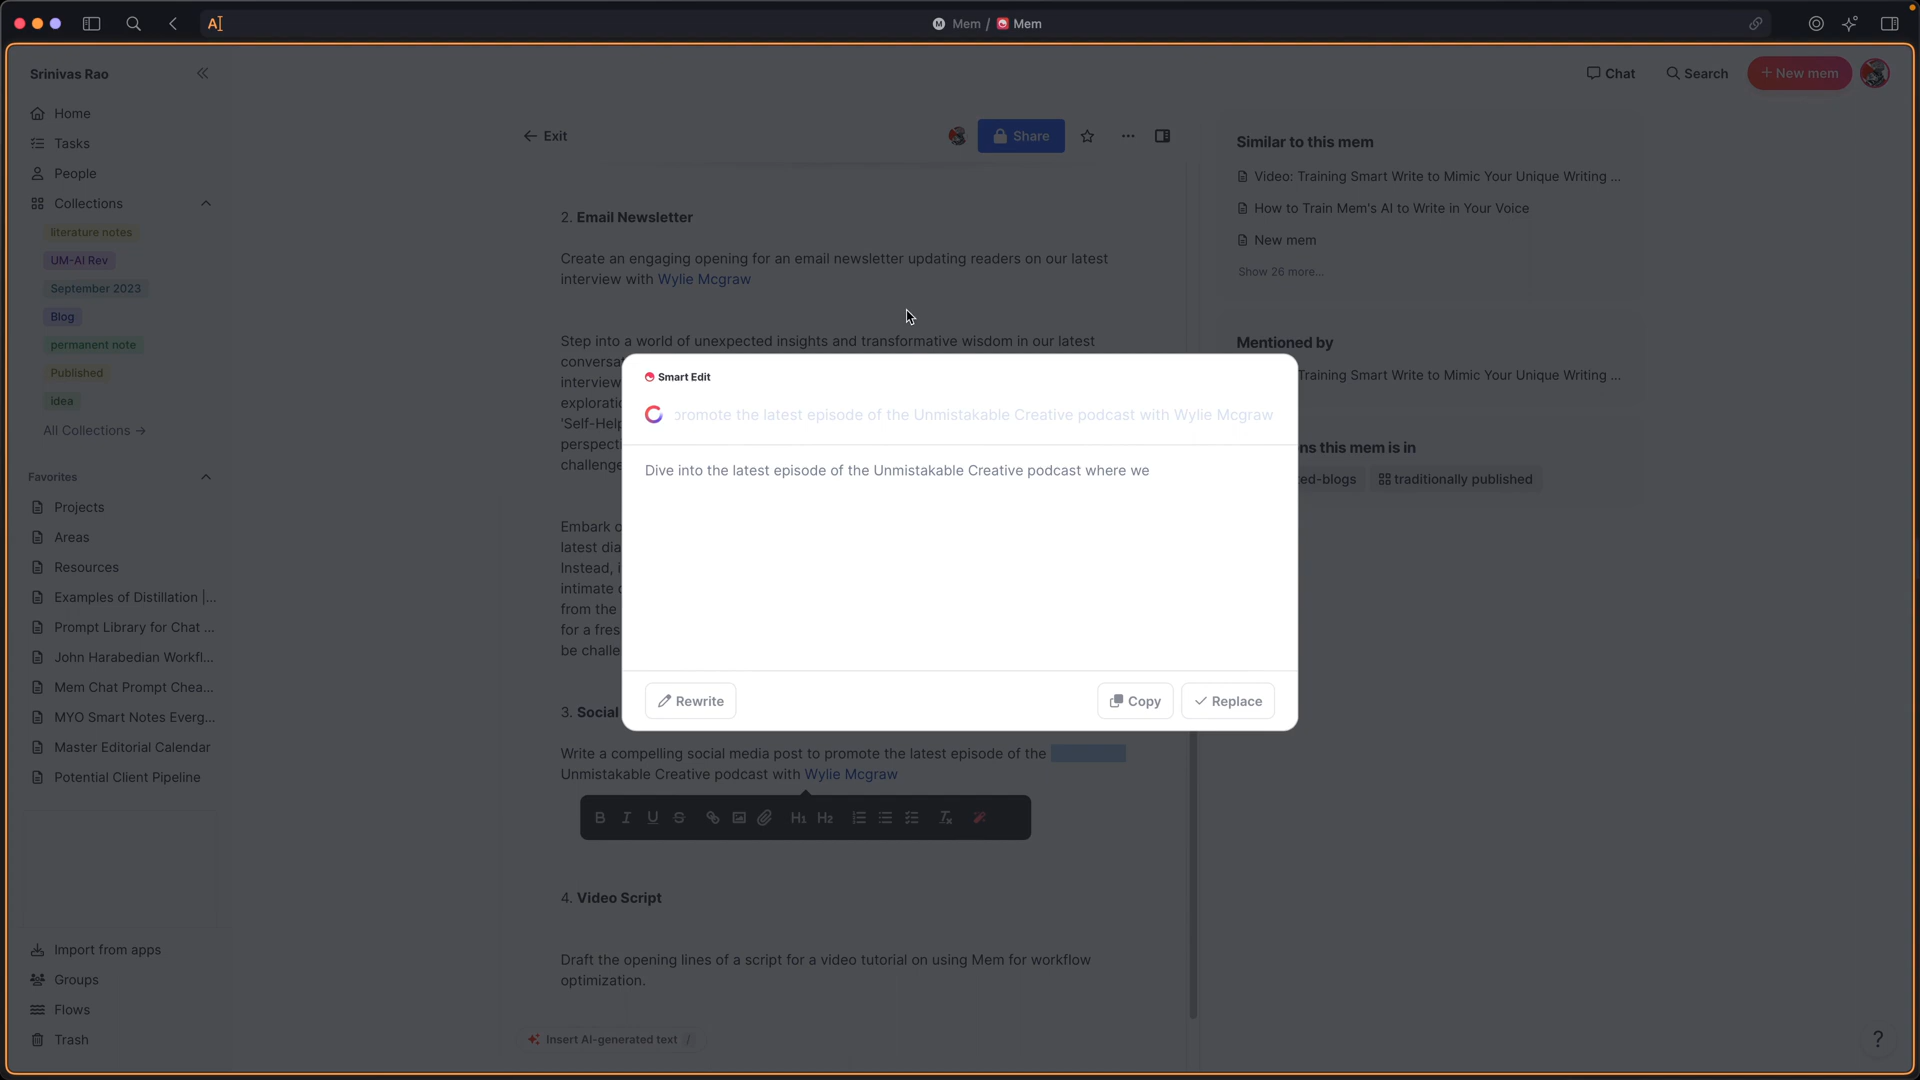 A
M Mem / Mem
Srinivas Rao
Home
Tasks
People
Collections
literature notes
UM-AI Rev
September 2023
Blog
permanent note
Published
idea
All Collections →
Favorites
Projects
Areas
Resources
Examples of Distillation |...
Prompt Library for Chat ...
John Harabedian Workfl...
Mem Chat Prompt Chea...
MYO Smart Notes Everg...
Master Editorial Calendar
Potential Client Pipeline
Import from apps
Groups
Flows
Trash
Chat
Search
+ New mem
← Exit
Share
2. Email Newsletter
Create an engaging opening for an email newsletter updating readers on our latest
interview with Wylie Mcgraw
Step into a world of unexpected insights and transformative wisdom in our latest
interview
'Self-Help
Embark
latest
Instead,
intimate
from the
be
Smart Edit
promote the latest episode of the Unmistakable Creative podcast with Wylie Mcgraw
Dive into the latest episode of the Unmistakable Creative podcast where we
Rewrite
Copy
Replace
3. Social
Write a compelling social media post to promote the latest episode of the
Unmistakable Creative podcast with Wylie Mcgraw
B I U S H1 H2
4. Video Script
Draft the opening lines of a script for a video tutorial on using Mem for workflow
optimization.
Insert AI-generated text /
Similar to this mem
Video: Training Smart Write to Mimic Your Unique Writing ...
How to Train Mem's AI to Write in Your Voice
New mem
Show 26 more...
Mentioned by
Training Smart Write to Mimic Your Unique Writing ...
this mem is in
-blogs
traditionally published
?